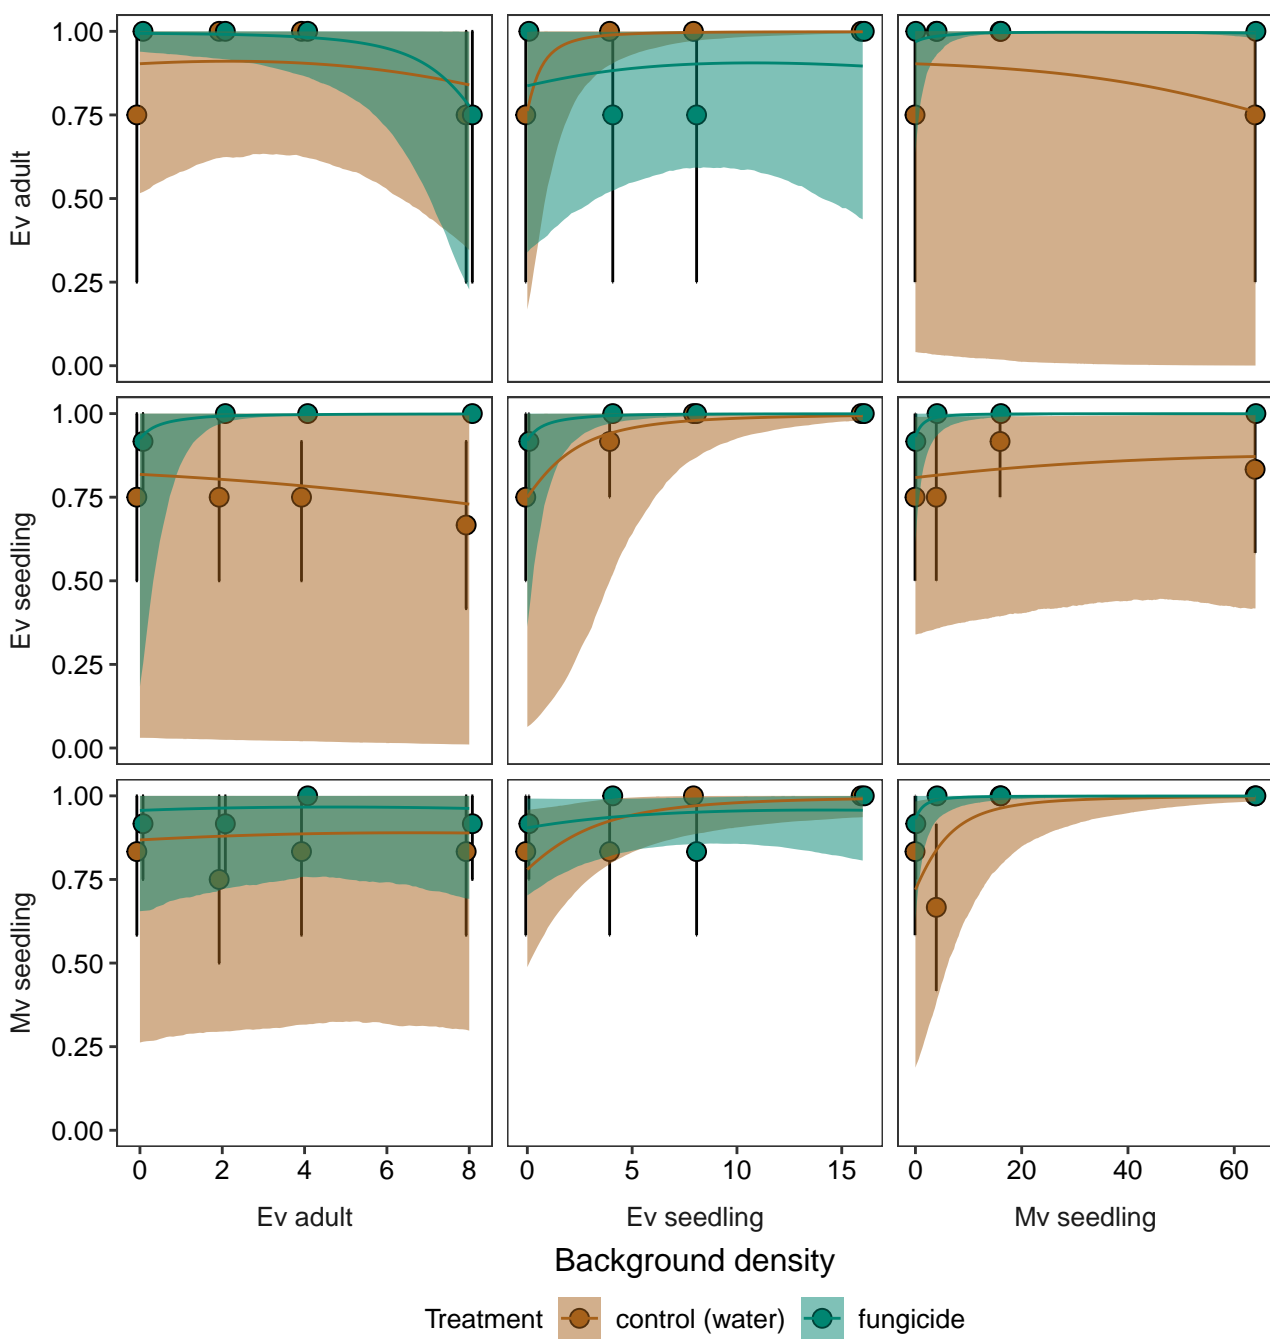 1.00
0.75
0.50
0.25
0.00
Ev adult
1.00
0.75
0.50
0.25
0.00
Ev seedling
1.00
0.75
0.50
0.25
0.00
Mv seedling
0 2 4 6 8 0 5 10 15 0 20 40 60
Ev adult Ev seedling Mv seedling
Background density
Treatment control (water) fungicide